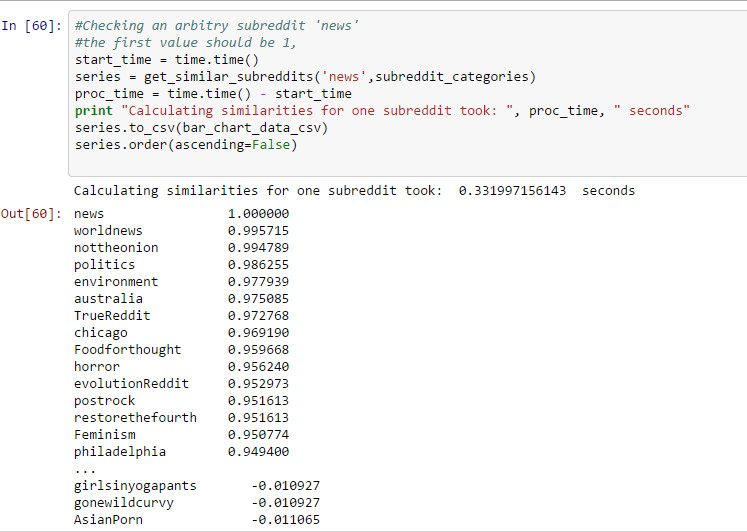 In [60]: #Checking an arbitry subreddit 'news'
#the first value should be 1,
start_time = time.time()
series = get_similar_subreddits('news',subreddit_categories)
proc_time = time.time() - start_time
print "Calculating similarities for one subreddit took: ", proc_time, " seconds"
series.to_csv(bar_chart_data_csv)
series.order(ascending=False)
Calculating similarities for one subreddit took:  0.331997156143  seconds
Out[60]: news 1.000000
worldnews 0.995715
nottheonion 0.994789
politics 0.986255
environment 0.977939
australia 0.975085
TrueReddit 0.972768
chicago 0.969190
Foodforthought 0.959668
horror 0.956240
evolutionReddit 0.952973
postrock 0.951613
restorethefourth 0.951613
Feminism 0.950774
philadelphia 0.949400
...
girlsinyogapants -0.010927
gonewildcurvy -0.010927
AsianPorn -0.011065